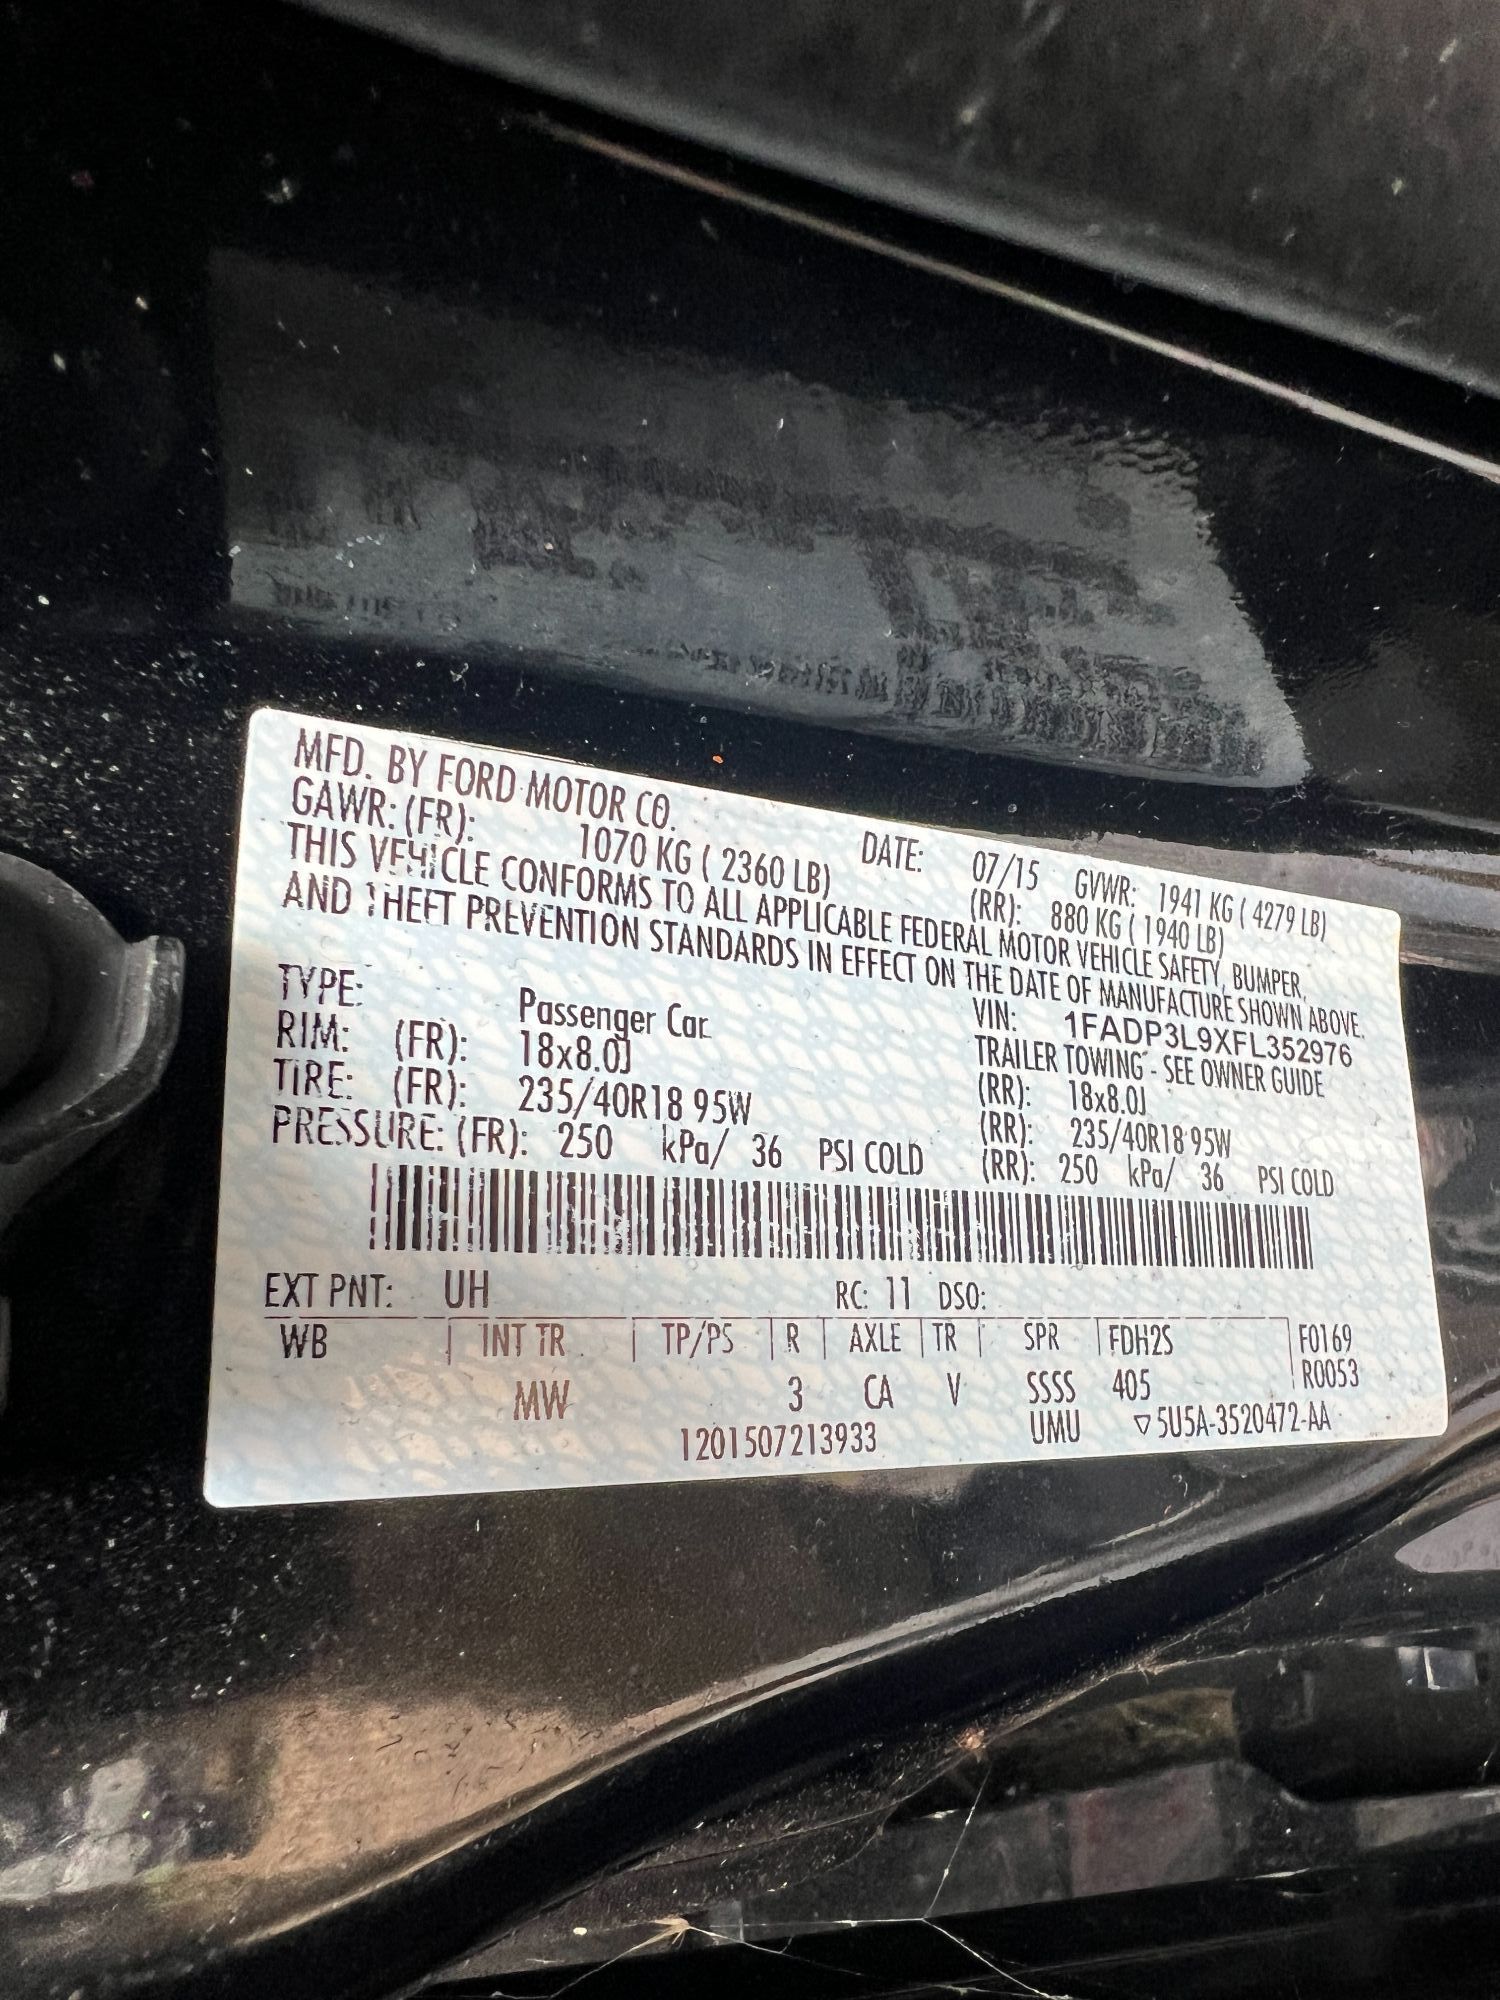 MFD. BY FORD MOTOR CO. DATE: 07/15 GVWR: 1941 KG ( 4279 LB)
GAWR: (FR): 1070 KG ( 2360 LB) (RR): 880 KG ( 1940 LB)
THIS VEHICLE CONFORMS TO ALL APPLICABLE FEDERAL MOTOR VEHICLE SAFETY, BUMPER,
AND THEFT PREVENTION STANDARDS IN EFFECT ON THE DATE OF MANUFACTURE SHOWN ABOVE.
VIN: 1FADP3L9XFL352976
TYPE: Passenger Car TRAILER TOWING - SEE OWNER GUIDE
RIM: (FR): 18x8.0J (RR): 18x8.0J
TIRE: (FR): 235/40R18 95W (RR): 235/40R18 95W
PRESSURE: (FR): 250 kPa/ 36 PSI COLD (RR): 250 kPa/ 36 PSI COLD
EXT PNT: UH RC: 11 DSO:
WB INT TR TP/PS R AXLE TR SPR FDH2S F0169
MW 3 CA V SSSS 405 R0053
1201507213933 UMU ▽5U5A-3520472-AA